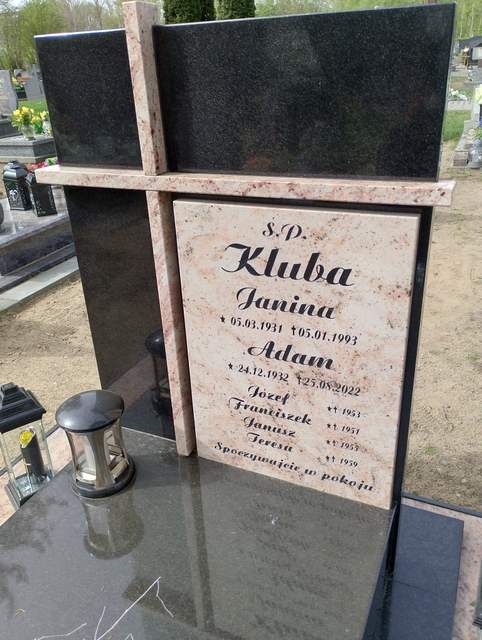 Ś.P.
Kluba
Janina
★ 05.03.1931 ✝05.01.1993
Adam
★ 24.12.1932 ✝25.08.2022
Józef ★✝ 1953
Franciszek ★✝ 1951
Janusz ★✝ 1955
Teresa ★✝ 1959
Spoczywajcie w pokoju